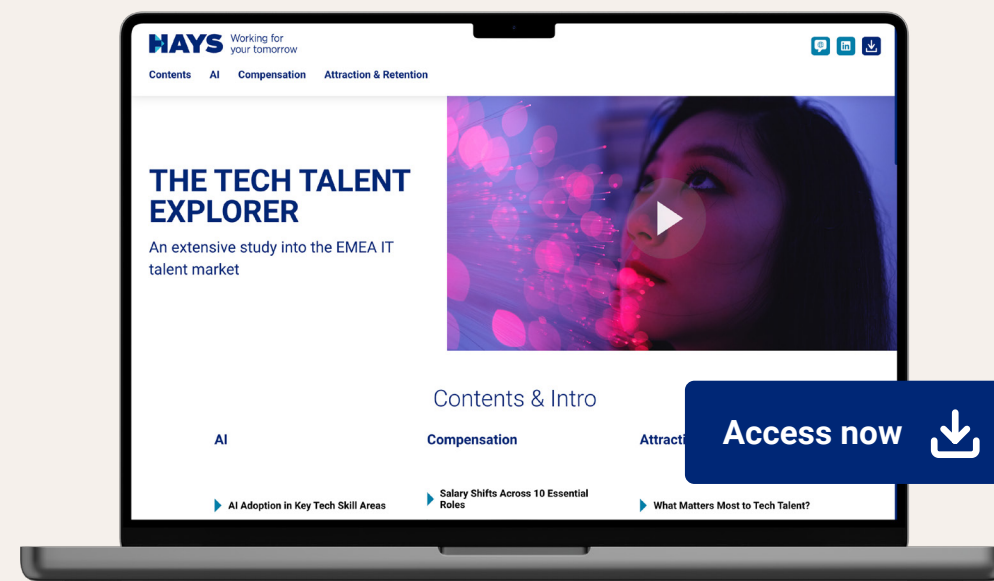 HAYS Working for
your tomorrow
in
Contents AI Compensation Attraction & Retention
THE TECH TALENT
EXPLORER
An extensive study into the EMEA IT
talent market
Contents & Intro
AI Compensation Attracti
Access now
AI Adoption in Key Tech Skill Areas
Salary Shifts Across 10 Essential
Roles
What Matters Most to Tech Talent?